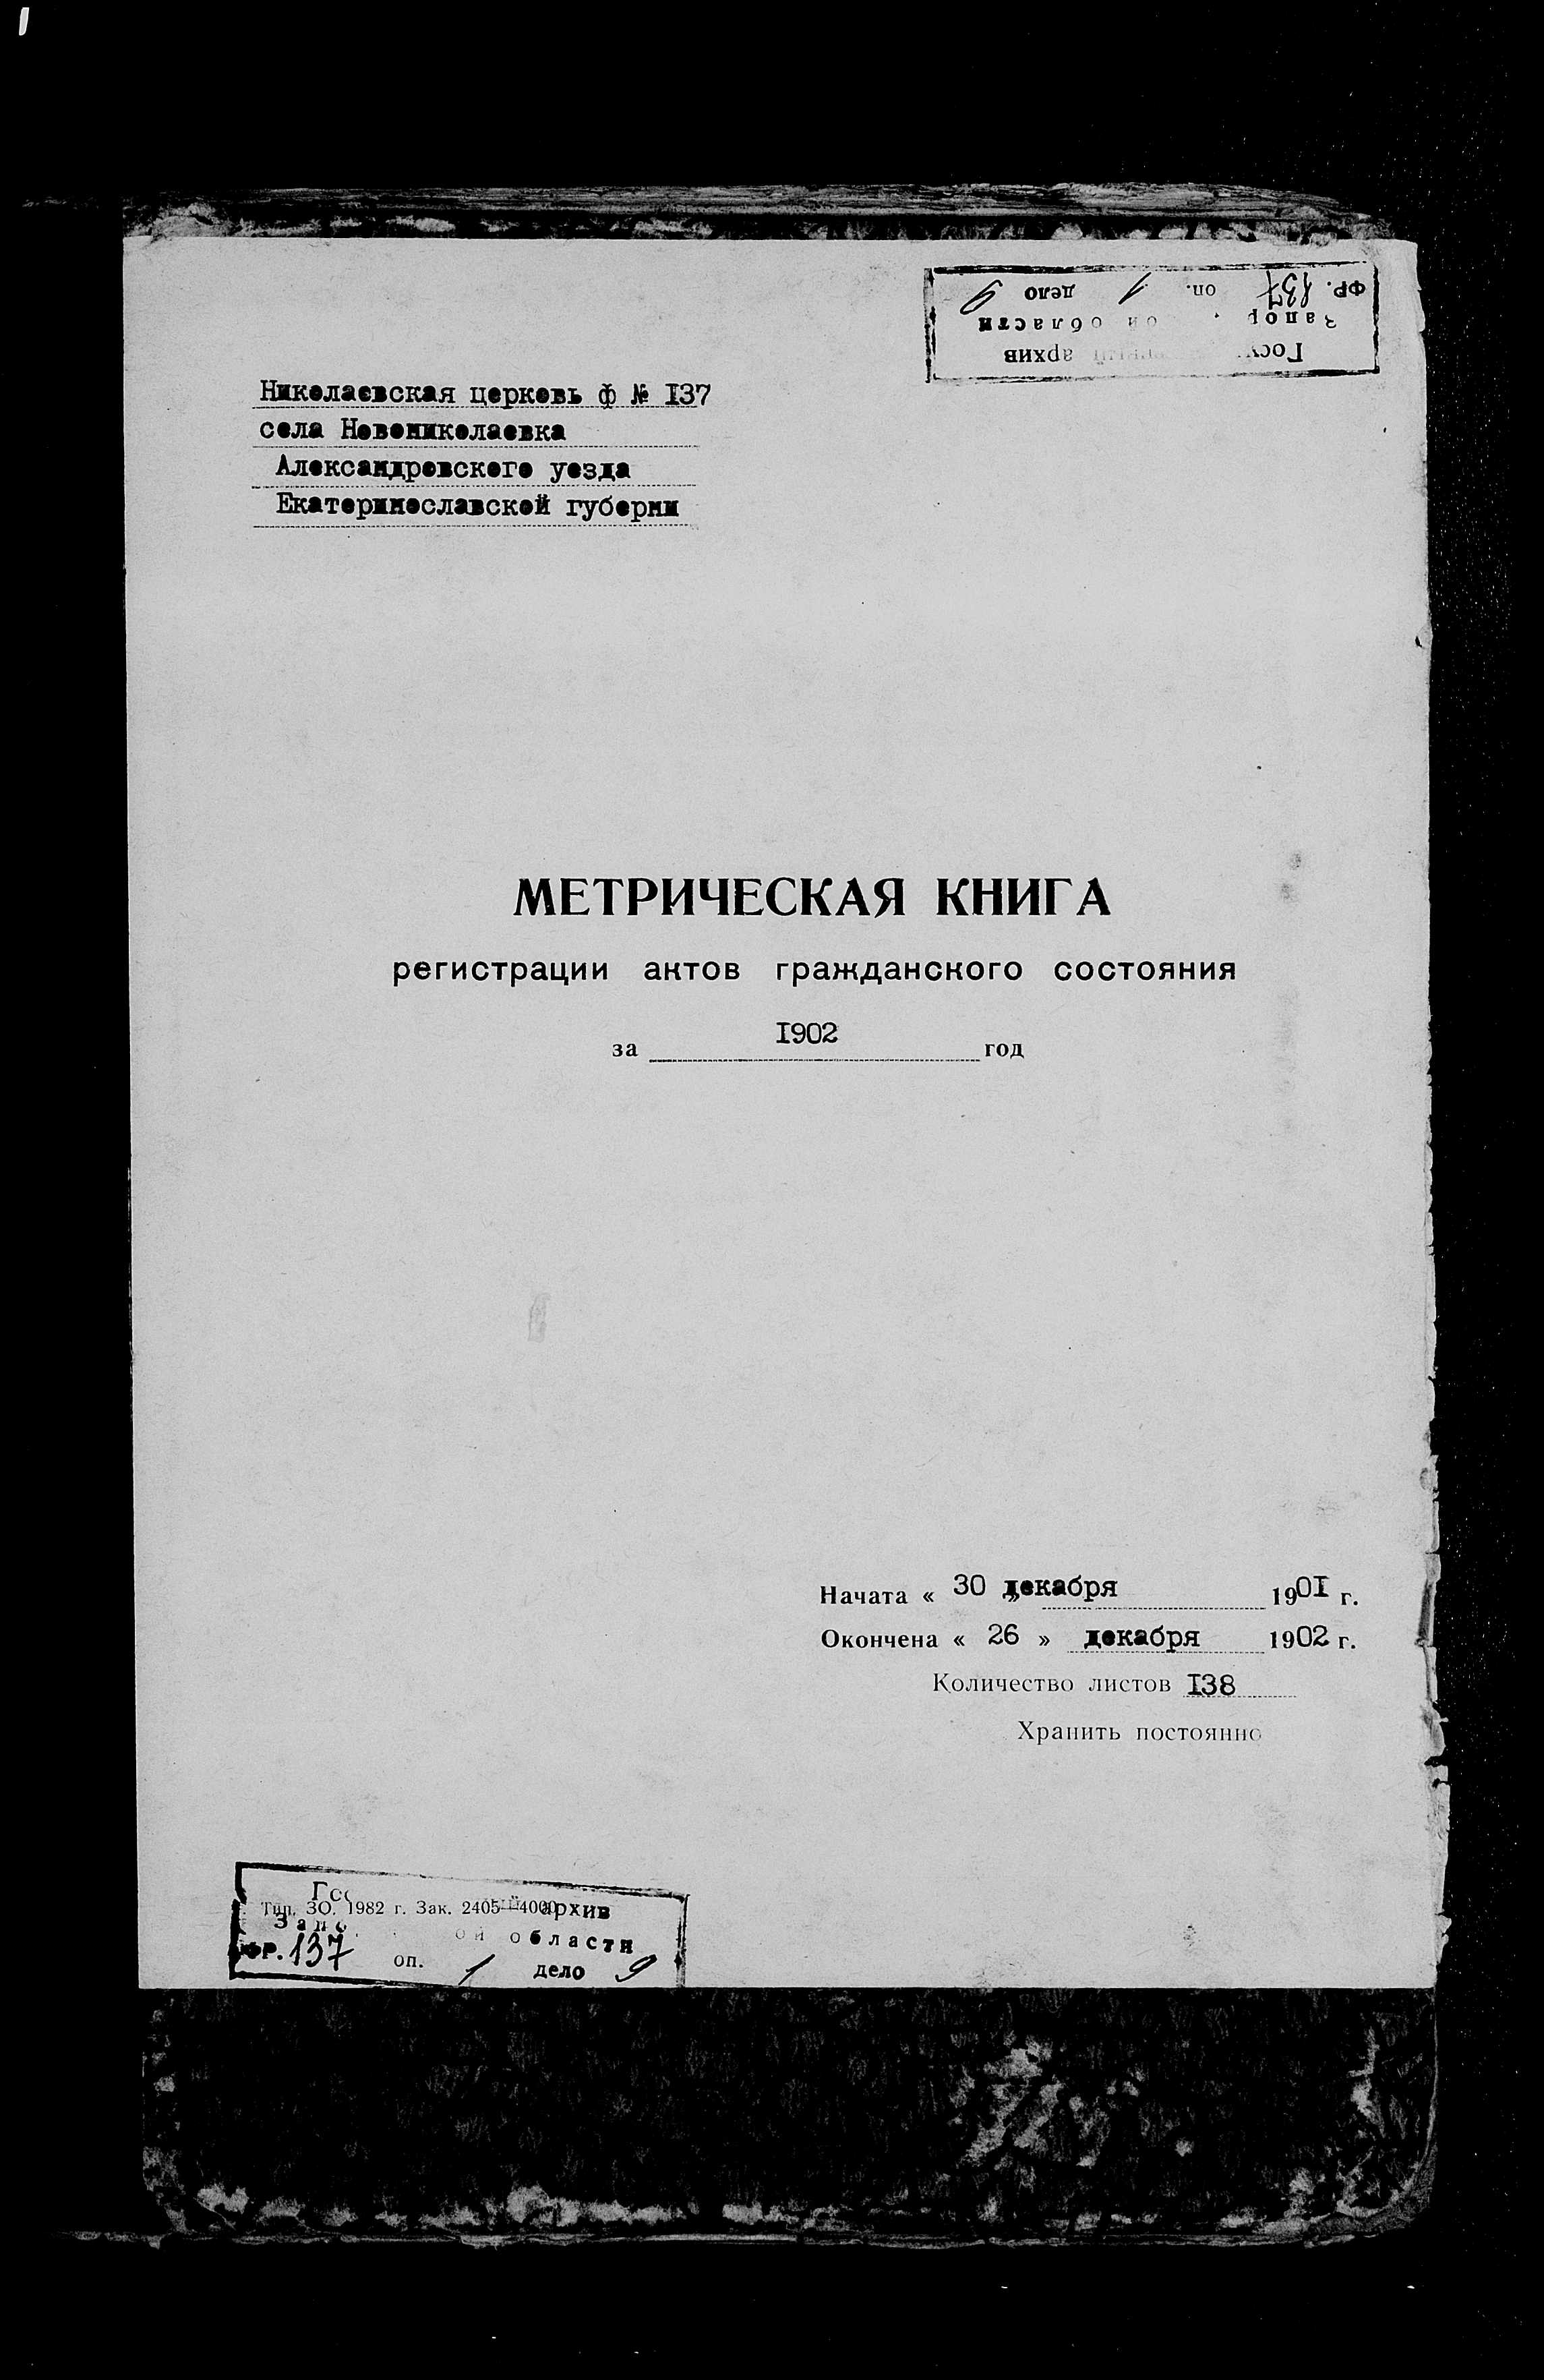 фР. 137 оп. 1 дело 9
области
архив
Николаевская церковь ф № 137
села Новониколаевка
Александровского уезда
Екатеринославской губернии
МЕТРИЧЕСКАЯ КНИГА
регистрации актов гражданского состояния
за 1902 год
Начата « 30 » декабря 1901 г.
Окончена « 26 » декабря 1902 г.
Количество листов 138
Хранить постоянно
Тип. ЗО. 1982 г. Зак. 2405—4000
архив
области
фР. 137 оп. 1 дело 9